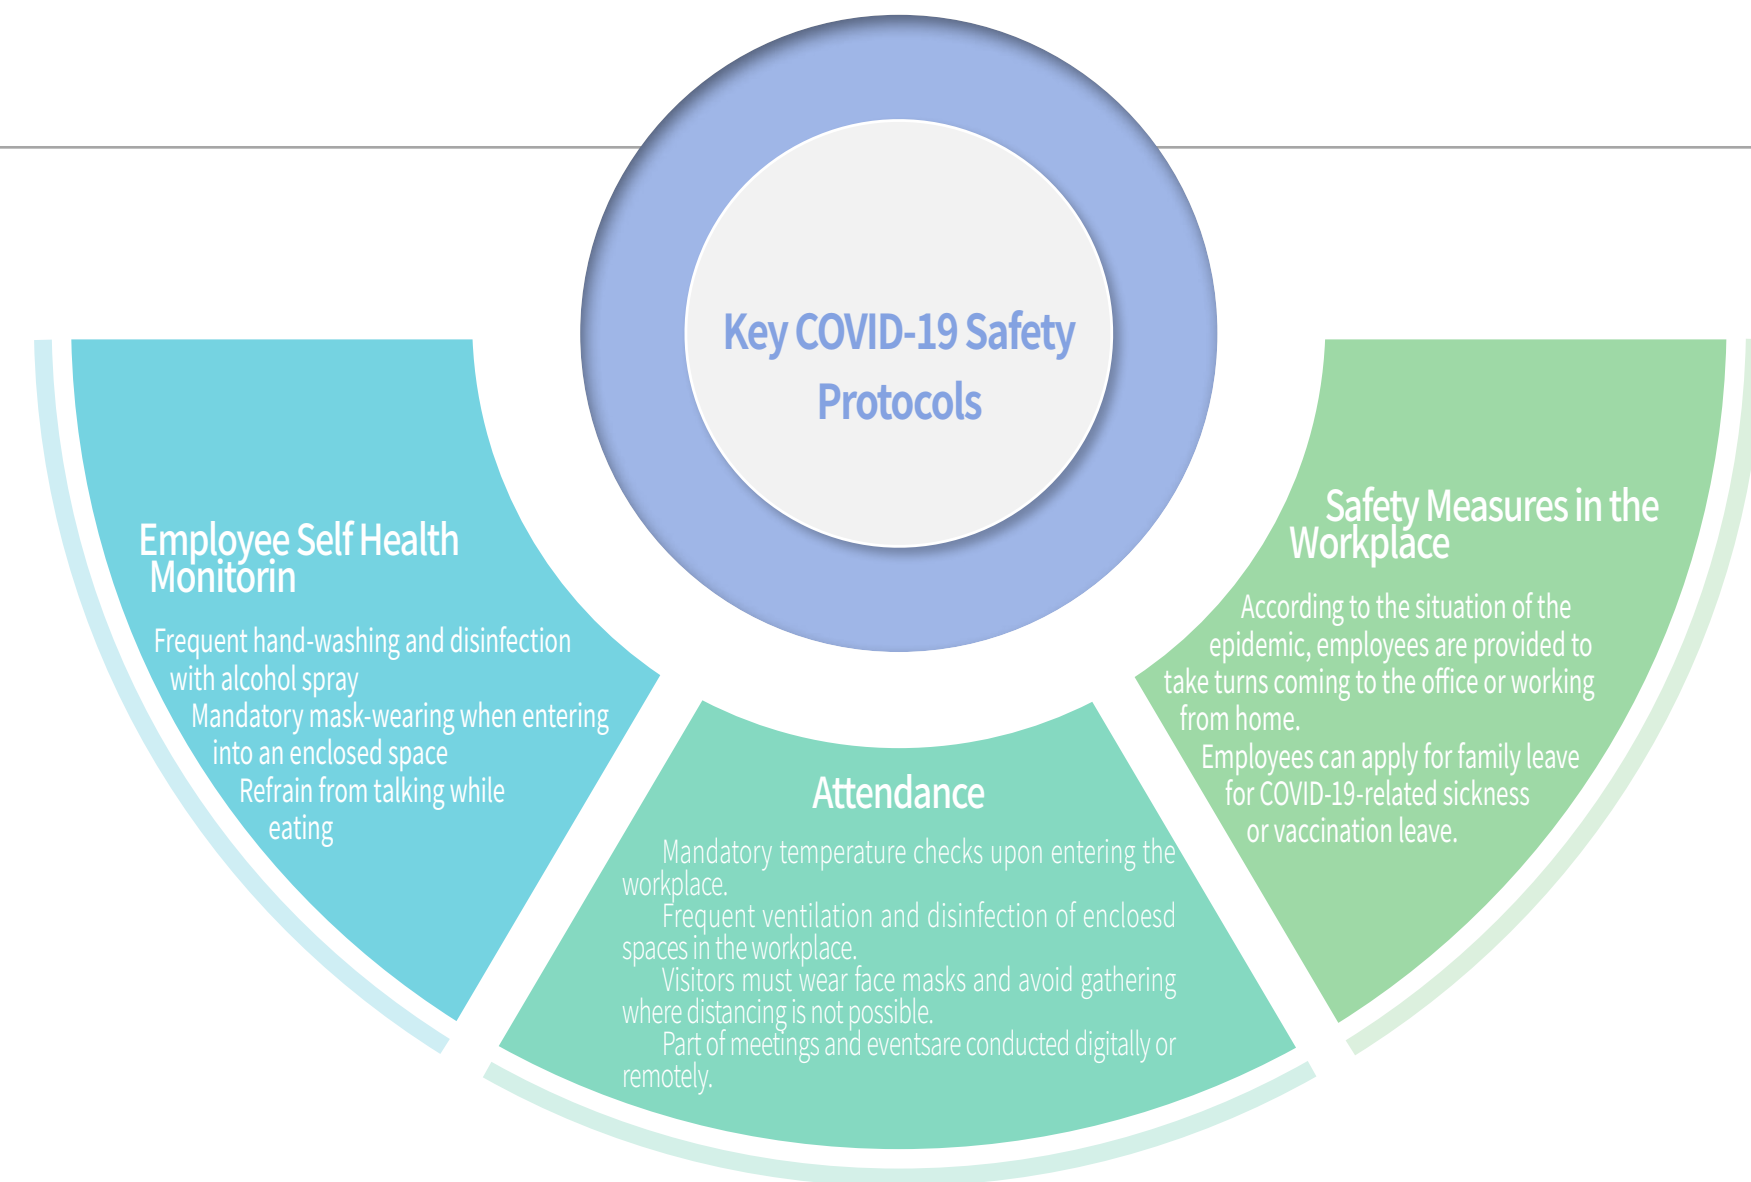 Key COVID-19 Safety
Protocols
Employee Self Health
Monitorin
Frequent hand-washing and disinfection
with alcohol spray
Mandatory mask-wearing when entering
into an enclosed space
Refrain from talking while
eating
Attendance
Mandatory temperature checks upon entering the
workplace.
Frequent ventilation and disinfection of encloesd
spaces in the workplace.
Visitors must wear face masks and avoid gathering
where distancing is not possible.
Part of meetings and eventsare conducted digitally or
remotely.
Safety Measures in the
Workplace
According to the situation of the
epidemic, employees are provided to
take turns coming to the office or working
from home.
Employees can apply for family leave
for COVID-19-related sickness
or vaccination leave.